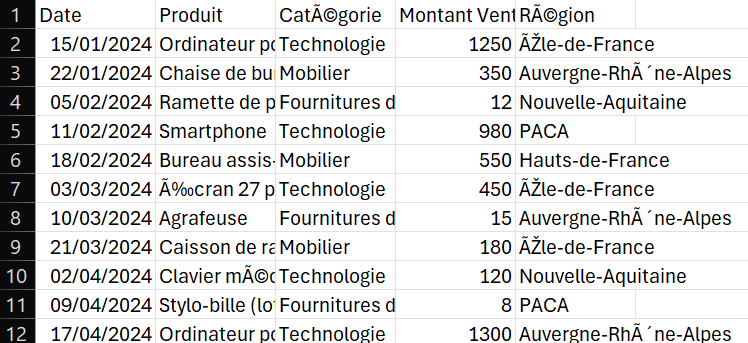 1 Date Produit CatÃ©gorie Montant Vent RÃ©gion
2 15/01/2024 Ordinateur po Technologie 1250 ÃŽle-de-France
3 22/01/2024 Chaise de bu Mobilier 350 Auvergne-RhÃ´ne-Alpes
4 05/02/2024 Ramette de p Fournitures d 12 Nouvelle-Aquitaine
5 11/02/2024 Smartphone Technologie 980 PACA
6 18/02/2024 Bureau assis- Mobilier 550 Hauts-de-France
7 03/03/2024 Ã‰cran 27 p Technologie 450 ÃŽle-de-France
8 10/03/2024 Agrafeuse Fournitures d 15 Auvergne-RhÃ´ne-Alpes
9 21/03/2024 Caisson de ra Mobilier 180 ÃŽle-de-France
10 02/04/2024 Clavier mÃ©c Technologie 120 Nouvelle-Aquitaine
11 09/04/2024 Stylo-bille (lo Fournitures d 8 PACA
12 17/04/2024 Ordinateur po Technologie 1300 Auvergne-RhÃ´ne-Alpes